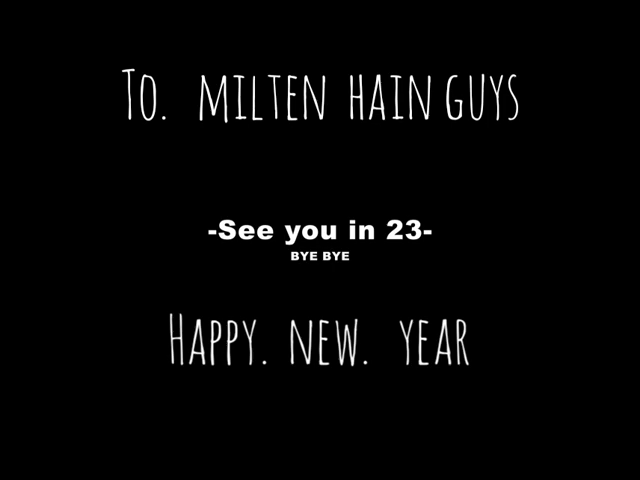 To. MILTEN HAIN GUYS
-See you in 23-
BYE BYE
HAPPY. NEW. YEAR